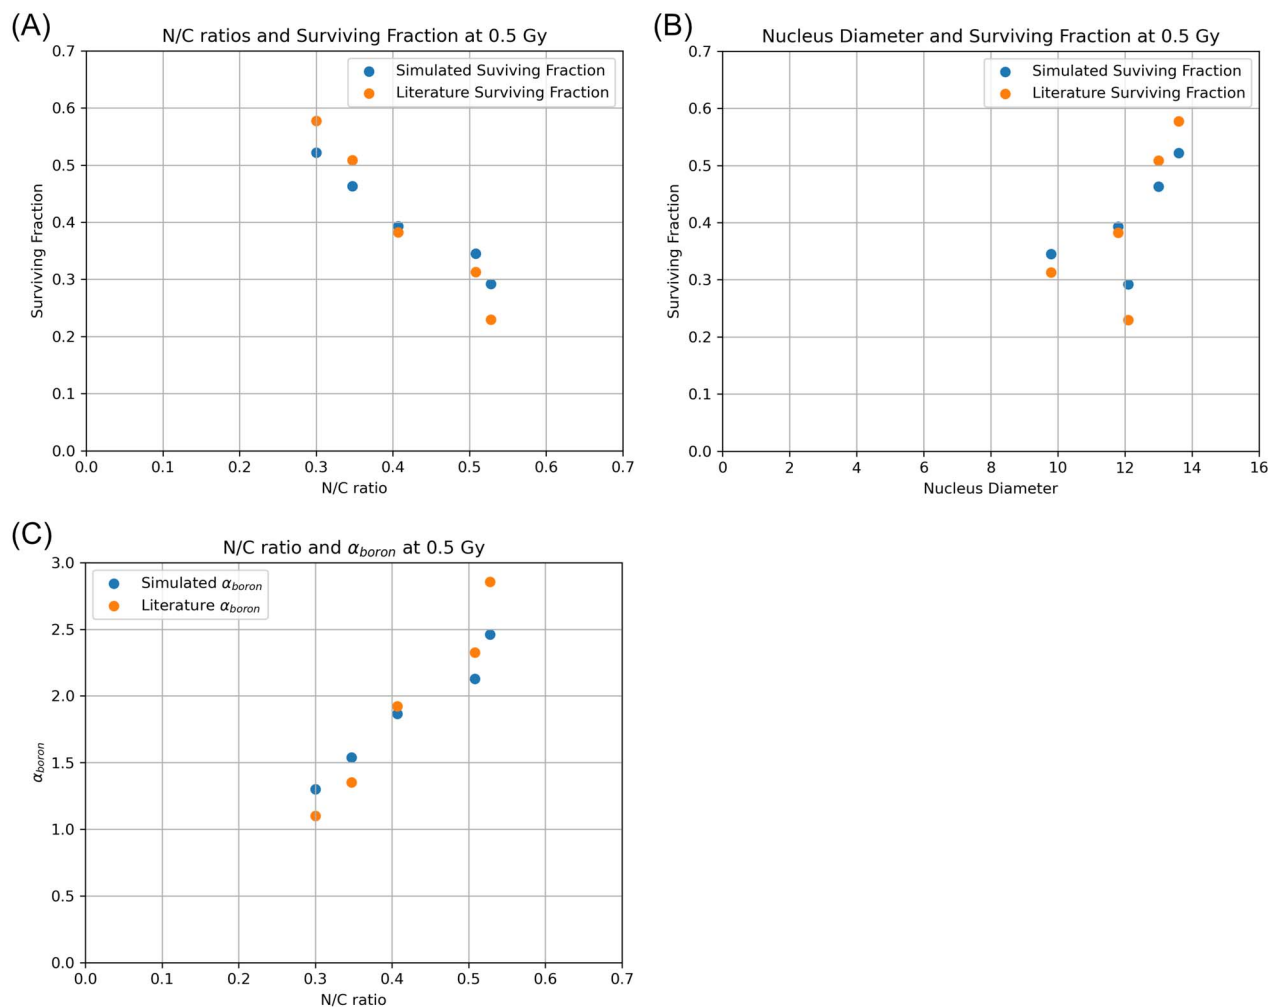 (A)
N/C ratios and Surviving Fraction at 0.5 Gy
Simulated Suviving Fraction
Literature Surviving Fraction
Surviving Fraction
0.7
0.6
0.5
0.4
0.3
0.2
0.1
0.0
0.0 0.1 0.2 0.3 0.4 0.5 0.6 0.7
N/C ratio
(B)
Nucleus Diameter and Surviving Fraction at 0.5 Gy
Simulated Suviving Fraction
Literature Surviving Fraction
Surviving Fraction
0.7
0.6
0.5
0.4
0.3
0.2
0.1
0.0
0 2 4 6 8 10 12 14 16
Nucleus Diameter
(C)
N/C ratio and α_boron at 0.5 Gy
Simulated α_boron
Literature α_boron
α_boron
3.0
2.5
2.0
1.5
1.0
0.5
0.0
0.0 0.1 0.2 0.3 0.4 0.5 0.6 0.7
N/C ratio